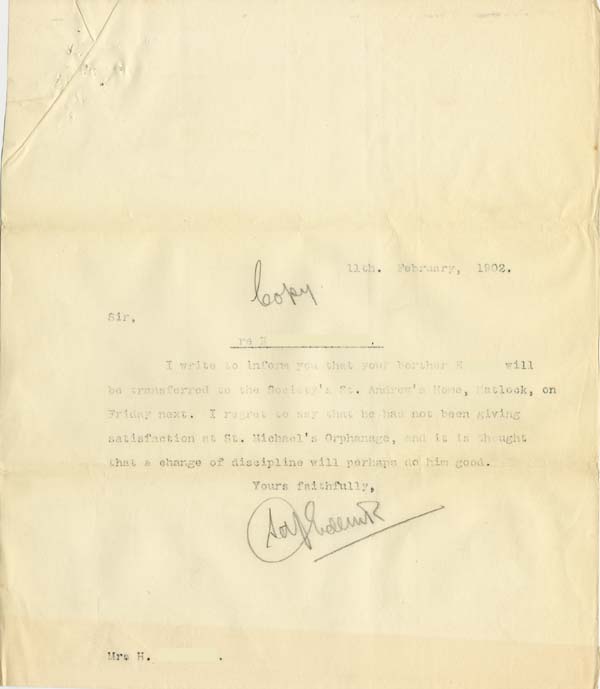 11th. February, 1902.
Copy
Sir,
re H .
I write to inform you that your borther H will
be transferred to the Society's St. Andrew's Home, Matlock, on
Friday next. I regret to say that he has not been giving
satisfaction at St. Michael's Orphanage, and it is thought
that a change of discipline will perhaps do him good.
Yours faithfully,
Mrs H. .